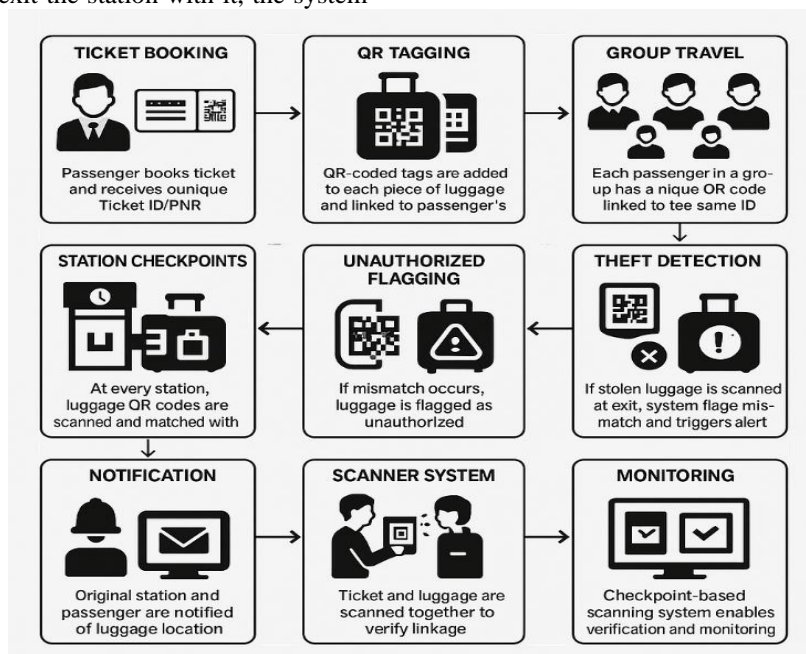 exit the station with it, the system
TICKET BOOKING
Passenger books ticket
and receives ounique
Ticket ID/PNR
QR TAGGING
QR-coded tags are added
to each piece of luggage
and linked to passenger's
GROUP TRAVEL
Each passenger in a gro-
up has a nique OR code
linked to tee same ID
THEFT DETECTION
If stolen luggage is scanned
at exit, system flage mis-
match and triggers alert
UNAUTHORIZED
FLAGGING
If mismatch occurs,
luggage is flagged as
unauthorized
STATION CHECKPOINTS
At every station,
luggage QR codes are
scanned and matched with
NOTIFICATION
Original station and
passenger are notified
of luggage location
SCANNER SYSTEM
Ticket and luggage are
scanned together to
verify linkage
MONITORING
Checkpoint-based
scanning system enables
verification and monitoring